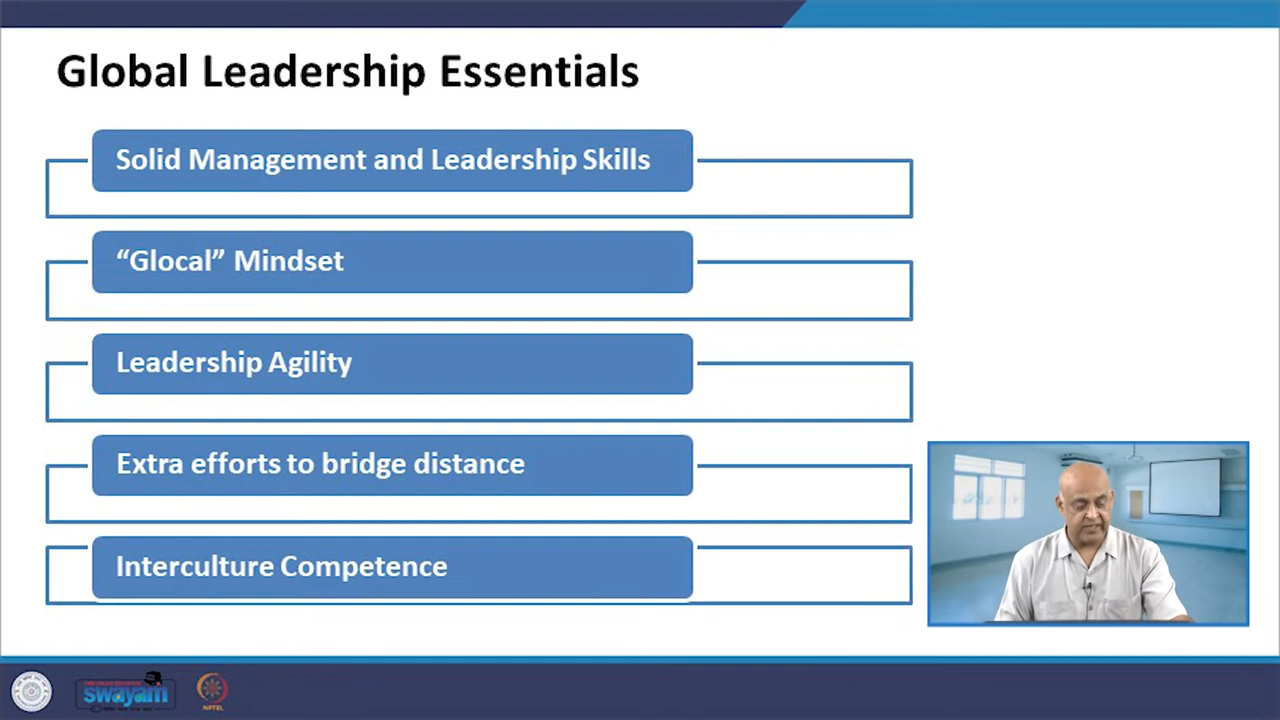 Global Leadership Essentials
Solid Management and Leadership Skills
“Glocal” Mindset
Leadership Agility
Extra efforts to bridge distance
Interculture Competence
swayam
NPTEL